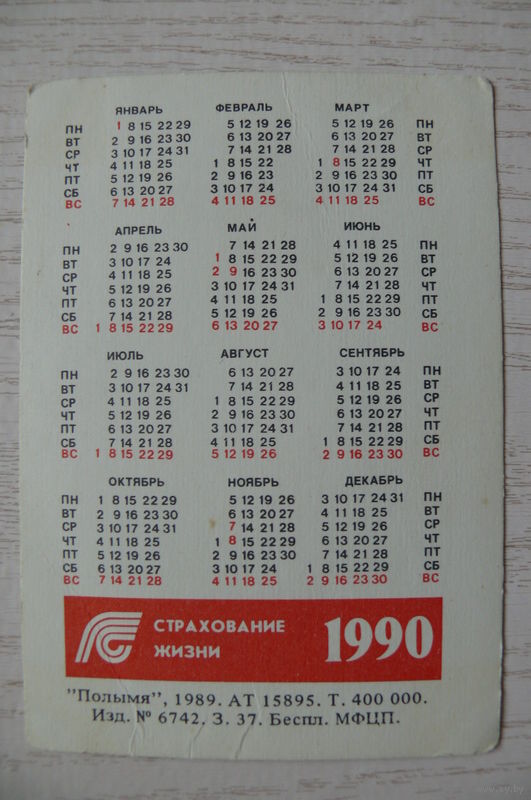 ЯНВАРЬ ФЕВРАЛЬ МАРТ
ПН 1 8 15 22 29 5 12 19 26 5 12 19 26 ПН
ВТ 2 9 16 23 30 6 13 20 27 6 13 20 27 ВТ
СР 3 10 17 24 31 7 14 21 28 7 14 21 28 СР
ЧТ 4 11 18 25 1 8 15 22 1 8 15 22 29 ЧТ
ПТ 5 12 19 26 2 9 16 23 2 9 16 23 30 ПТ
СБ 6 13 20 27 3 10 17 24 3 10 17 24 31 СБ
ВС 7 14 21 28 4 11 18 25 4 11 18 25 ВС
АПРЕЛЬ МАЙ ИЮНЬ
ПН 2 9 16 23 30 7 14 21 28 4 11 18 25 ПН
ВТ 3 10 17 24 1 8 15 22 29 5 12 19 26 ВТ
СР 4 11 18 25 2 9 16 23 30 6 13 20 27 СР
ЧТ 5 12 19 26 3 10 17 24 31 7 14 21 28 ЧТ
ПТ 6 13 20 27 4 11 18 25 1 8 15 22 29 ПТ
СБ 7 14 21 28 5 12 19 26 2 9 16 23 30 СБ
ВС 1 8 15 22 29 6 13 20 27 3 10 17 24 ВС
ИЮЛЬ АВГУСТ СЕНТЯБРЬ
ПН 2 9 16 23 30 6 13 20 27 3 10 17 24 ПН
ВТ 3 10 17 24 31 7 14 21 28 4 11 18 25 ВТ
СР 4 11 18 25 1 8 15 22 29 5 12 19 26 СР
ЧТ 5 12 19 26 2 9 16 23 30 6 13 20 27 ЧТ
ПТ 6 13 20 27 3 10 17 24 31 7 14 21 28 ПТ
СБ 7 14 21 28 4 11 18 25 1 8 15 22 29 СБ
ВС 1 8 15 22 29 5 12 19 26 2 9 16 23 30 ВС
ОКТЯБРЬ НОЯБРЬ ДЕКАБРЬ
ПН 1 8 15 22 29 5 12 19 26 3 10 17 24 31 ПН
ВТ 2 9 16 23 30 6 13 20 27 4 11 18 25 ВТ
СР 3 10 17 24 31 7 14 21 28 5 12 19 26 СР
ЧТ 4 11 18 25 1 8 15 22 29 6 13 20 27 ЧТ
ПТ 5 12 19 26 2 9 16 23 30 7 14 21 28 ПТ
СБ 6 13 20 27 3 10 17 24 1 8 15 22 29 СБ
ВС 7 14 21 28 4 11 18 25 2 9 16 23 30 ВС
СТРАХОВАНИЕ
ЖИЗНИ
1990
"Полымя", 1989. АТ 15895. Т. 400 000.
Изд. № 6742. З. 37. Беспл. МФЦП.